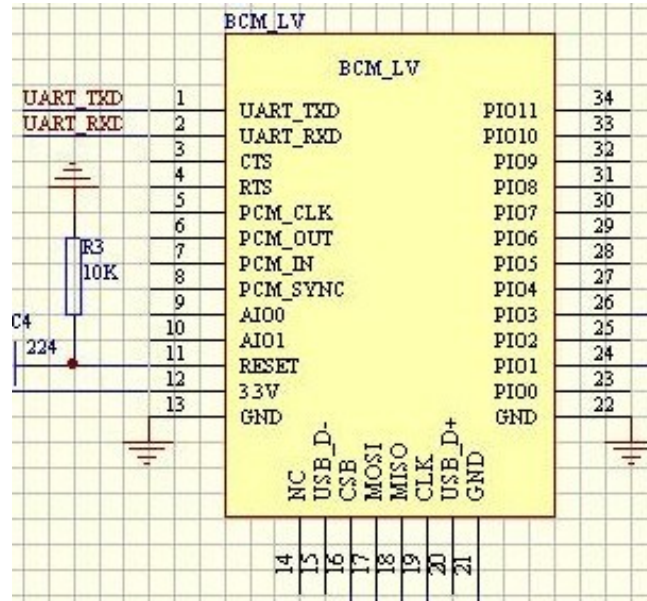 BCM_LV
BCM_LV
UART_TXD
UART_RXD
1
2
3
4
5
6
7
8
9
10
11
12
13
UART_TXD
UART_RXD
CTS
RTS
PCM_CLK
PCM_OUT
PCM_IN
PCM_SYNC
AIO0
AIO1
RESET
3.3V
GND
PIO11
PIO10
PIO9
PIO8
PIO7
PIO6
PIO5
PIO4
PIO3
PIO2
PIO1
PIO0
GND
34
33
32
31
30
29
28
27
26
25
24
23
22
R3
10K
C4
224
NC
USB_D-
CSB
MOSI
MISO
CLK
USB_D+
GND
14
15
16
17
18
19
20
21